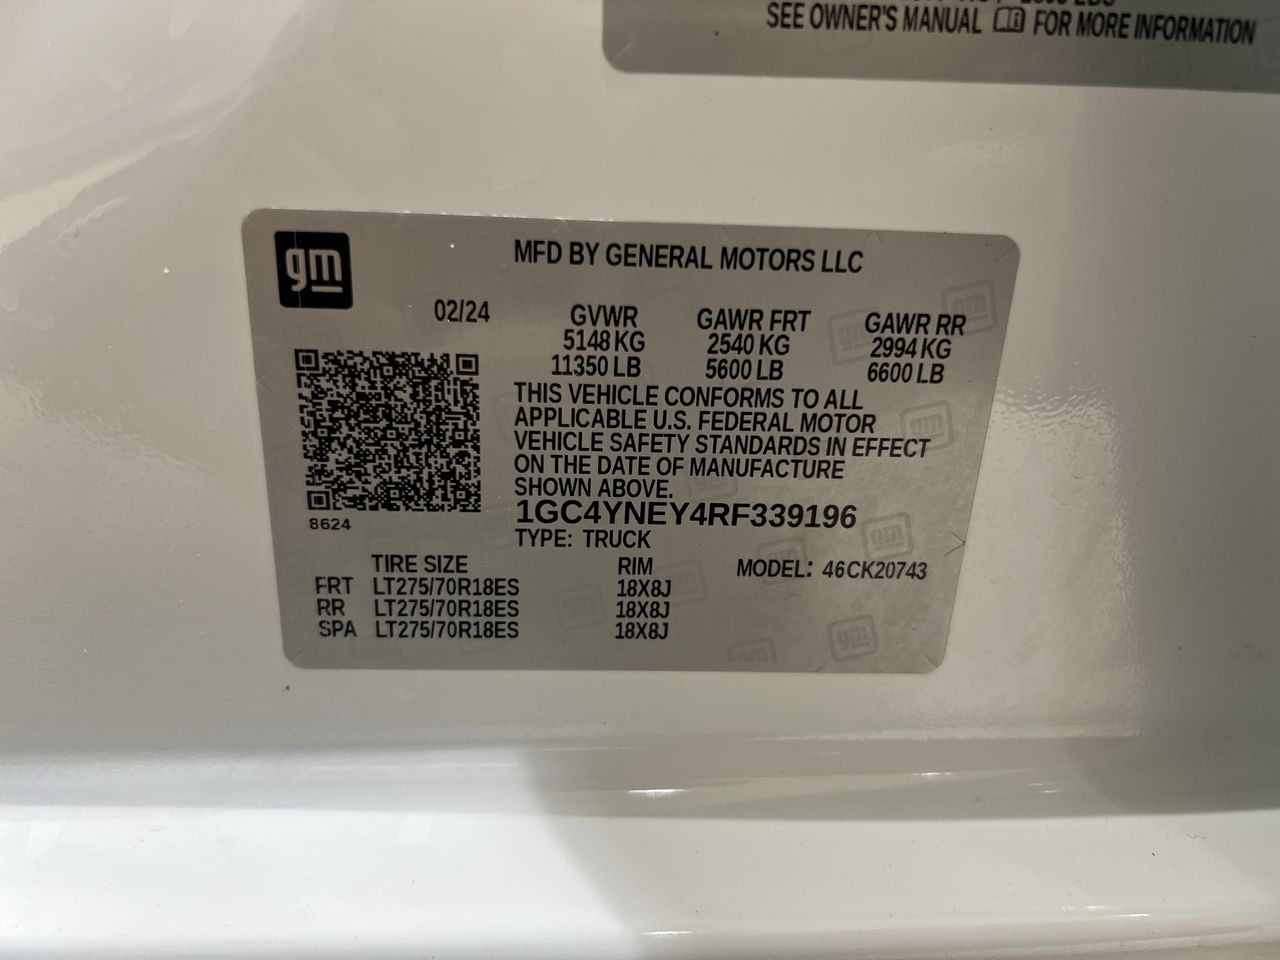 SEE OWNER'S MANUAL FOR MORE INFORMATION
gm
MFD BY GENERAL MOTORS LLC
02/24 GVWR GAWR FRT GAWR RR
5148 KG 2540 KG 2994 KG
11350 LB 5600 LB 6600 LB
THIS VEHICLE CONFORMS TO ALL
APPLICABLE U.S. FEDERAL MOTOR
VEHICLE SAFETY STANDARDS IN EFFECT
ON THE DATE OF MANUFACTURE
SHOWN ABOVE.
8624
1GC4YNEY4RF339196
TYPE: TRUCK
TIRE SIZE RIM MODEL: 46CK20743
FRT LT275/70R18ES 18X8J
RR LT275/70R18ES 18X8J
SPA LT275/70R18ES 18X8J